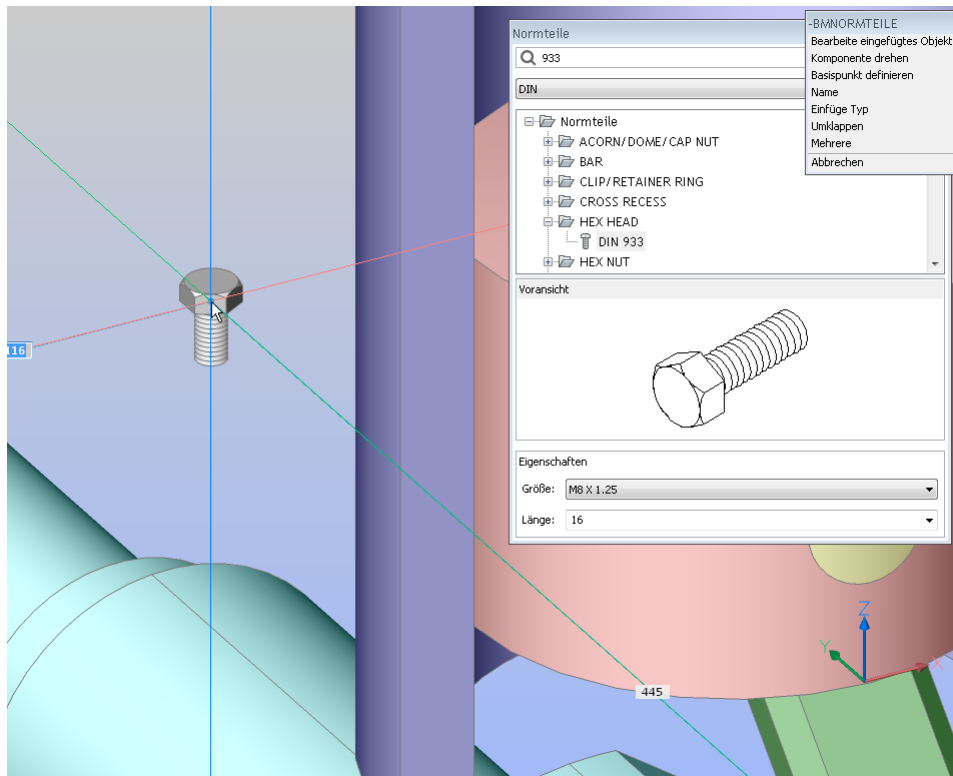 Normteile
933
DIN
Normteile
ACORN/DOME/CAP NUT
BAR
CLIP/RETAINER RING
CROSS RECESS
HEX HEAD
DIN 933
HEX NUT
Voransicht
Eigenschaften
Größe: M8 X 1.25
Länge: 16
-BMNORMTEILE
Bearbeite eingefügtes Objekt
Komponente drehen
Basispunkt definieren
Name
Einfüge Typ
Umklappen
Mehrere
Abbrechen
445
Z
Y
X